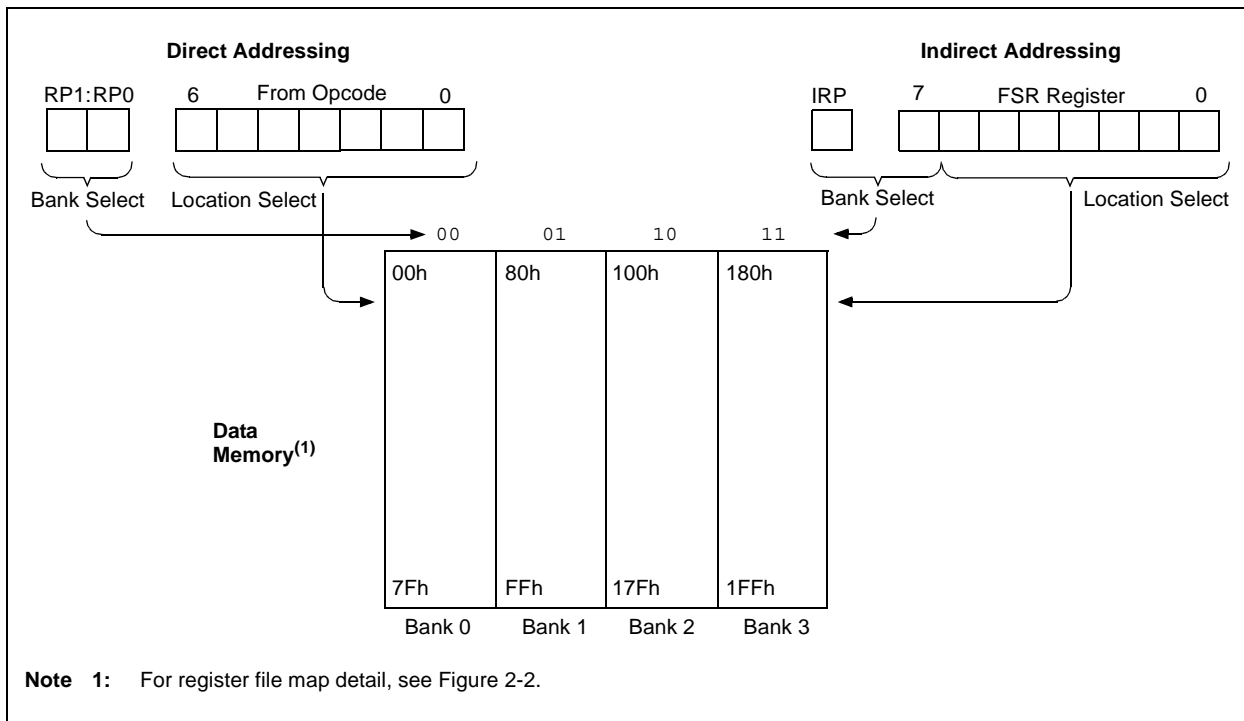 Direct Addressing
Indirect Addressing
RP1:RP0 6 From Opcode 0
IRP 7 FSR Register 0
Bank Select Location Select
Bank Select Location Select
00 01 10 11
00h 80h 100h 180h
Data
Memory(1)
7Fh FFh 17Fh 1FFh
Bank 0 Bank 1 Bank 2 Bank 3
Note 1: For register file map detail, see Figure 2-2.